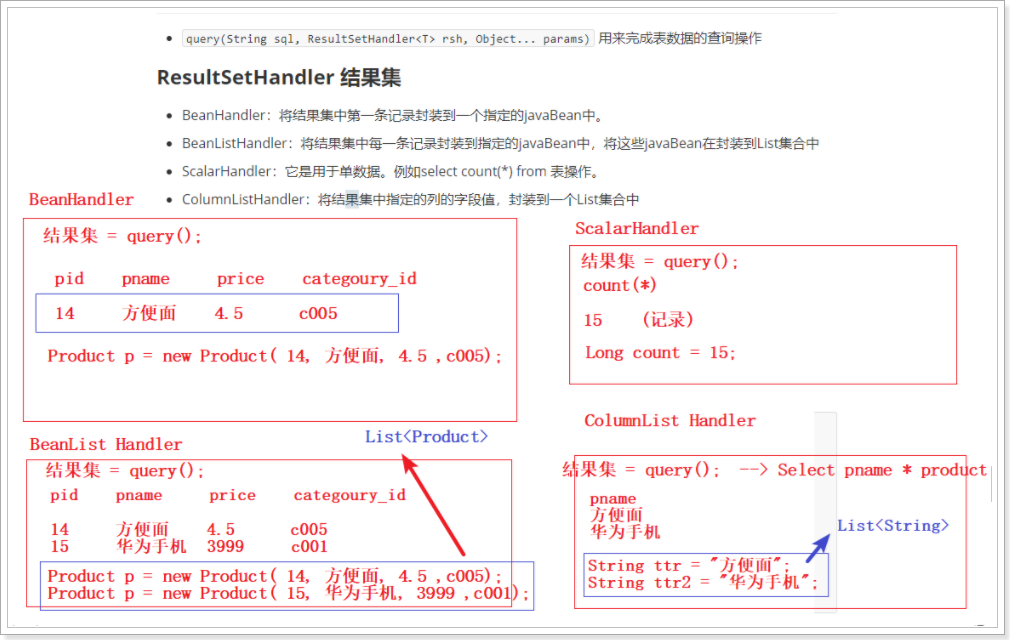 query(String sql, ResultSetHandler<T> rsh, Object... params) 用来完成表数据的查询操作
ResultSetHandler 结果集
BeanHandler：将结果集中第一条记录封装到一个指定的javaBean中。
BeanListHandler：将结果集中每一条记录封装到指定的javaBean中，将这些javaBean在封装到List集合中
ScalarHandler：它是用于单数据。例如select count(*) from 表操作。
ColumnListHandler：将结果集中指定的列的字段值，封装到一个List集合中
BeanHandler
结果集 = query();
pid pname price categoury_id
14 方便面 4.5 c005
Product p = new Product( 14, 方便面, 4.5 ,c005);
ScalarHandler
结果集 = query();
count(*)
15 (记录)
Long count = 15;
BeanList Handler
List<Product>
结果集 = query();
pid pname price categoury_id
14 方便面 4.5 c005
15 华为手机 3999 c001
Product p = new Product( 14, 方便面, 4.5 ,c005);
Product p = new Product( 15, 华为手机, 3999 ,c001);
ColumnList Handler
结果集 = query(); --> Select pname * product
pname
方便面
华为手机
List<String>
String ttr = "方便面";
String ttr2 = "华为手机";